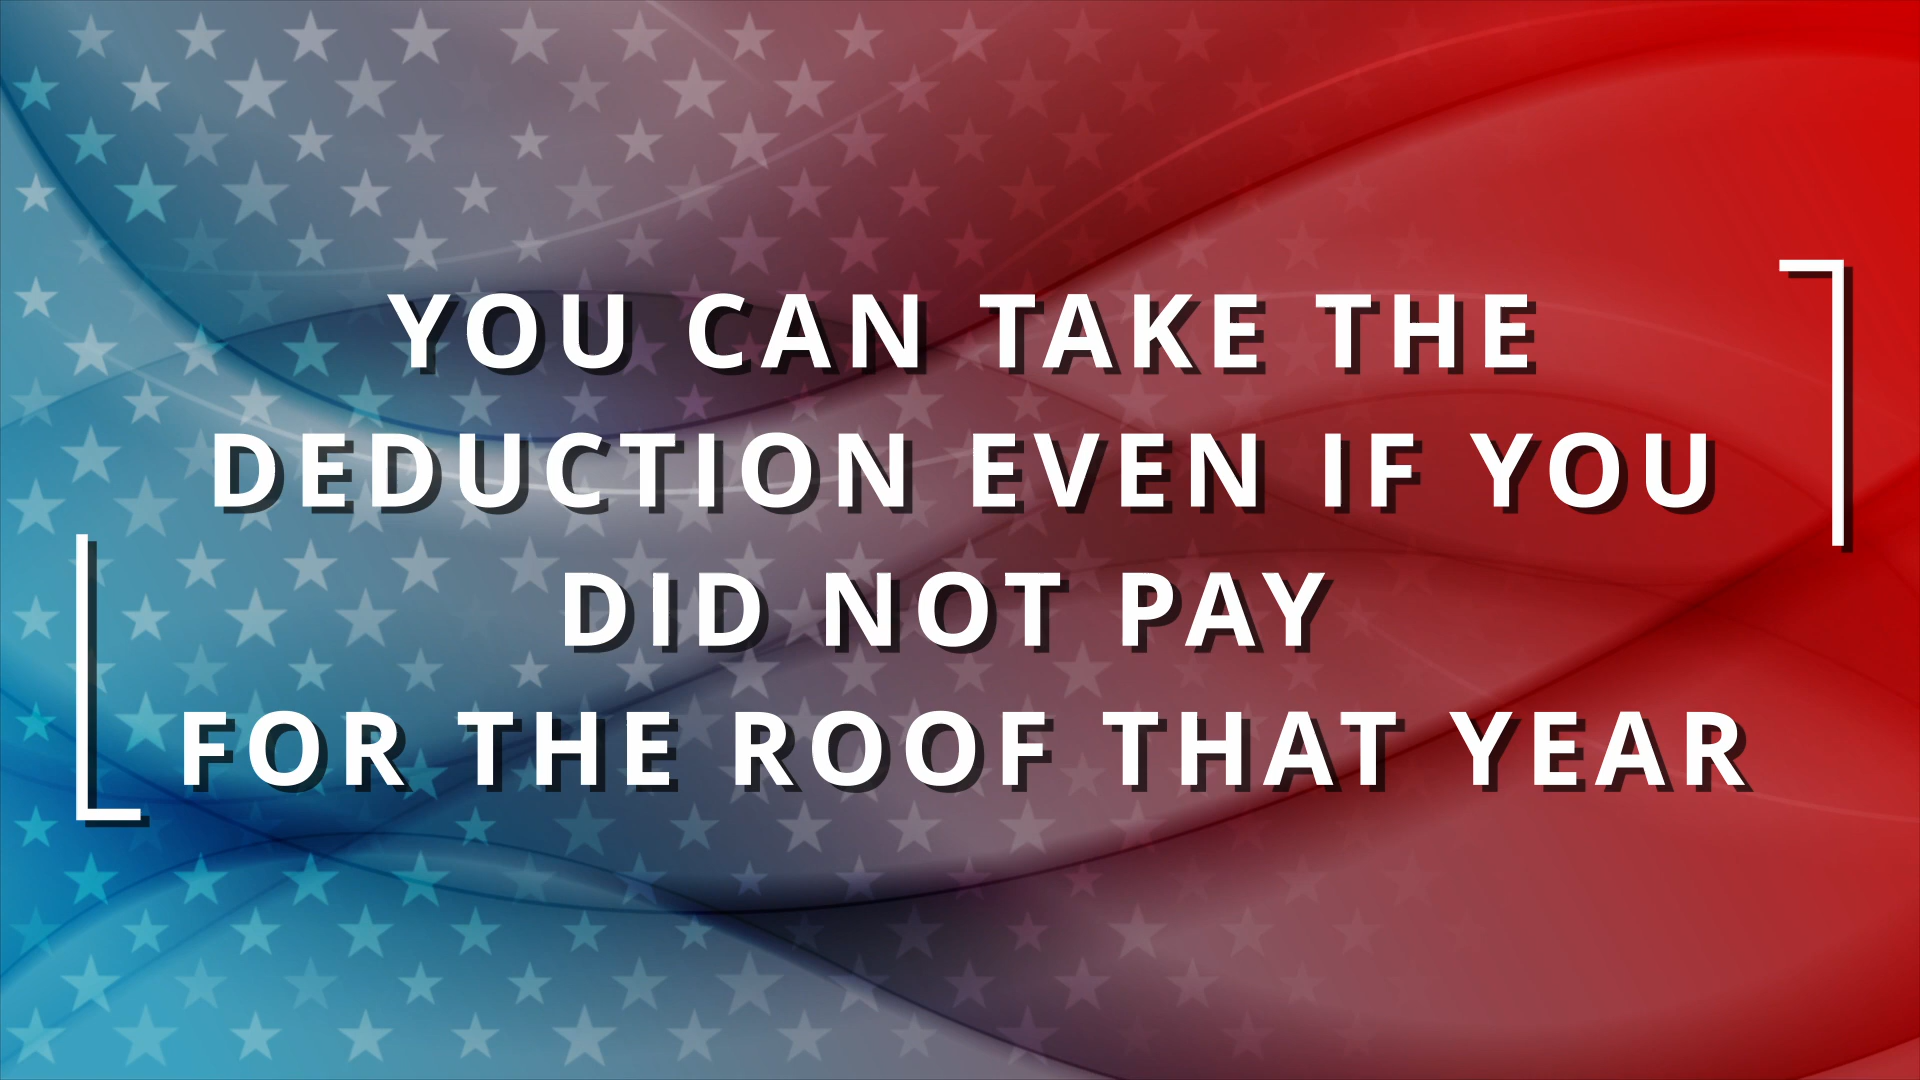 YOU CAN TAKE THE
DEDUCTION EVEN IF YOU
DID NOT PAY
FOR THE ROOF THAT YEAR